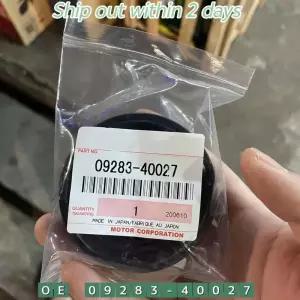 Ship out within 2 days
PART NO.
09283-40027
QUANTITY
1
200610
MADE IN JAPAN/FABRIQUE AU JAPON
MOTOR CORPORATION
OE 09283-40027